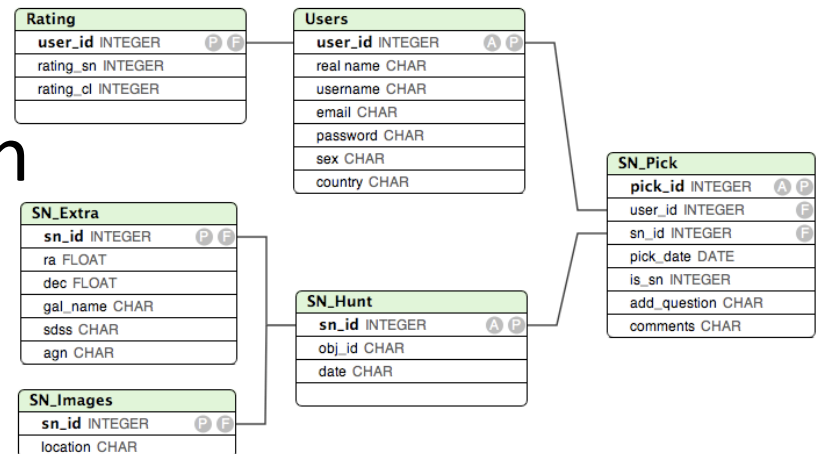 Rating
user_id INTEGER P F
rating_sn INTEGER
rating_cl INTEGER
Users
user_id INTEGER A P
real name CHAR
username CHAR
email CHAR
password CHAR
sex CHAR
country CHAR
n
SN_Pick
pick_id INTEGER A P
user_id INTEGER F
sn_id INTEGER F
pick_date DATE
is_sn INTEGER
add_question CHAR
comments CHAR
SN_Extra
sn_id INTEGER P F
ra FLOAT
dec FLOAT
gal_name CHAR
sdss CHAR
agn CHAR
SN_Hunt
sn_id INTEGER A P
obj_id CHAR
date CHAR
SN_Images
sn_id INTEGER P F
location CHAR